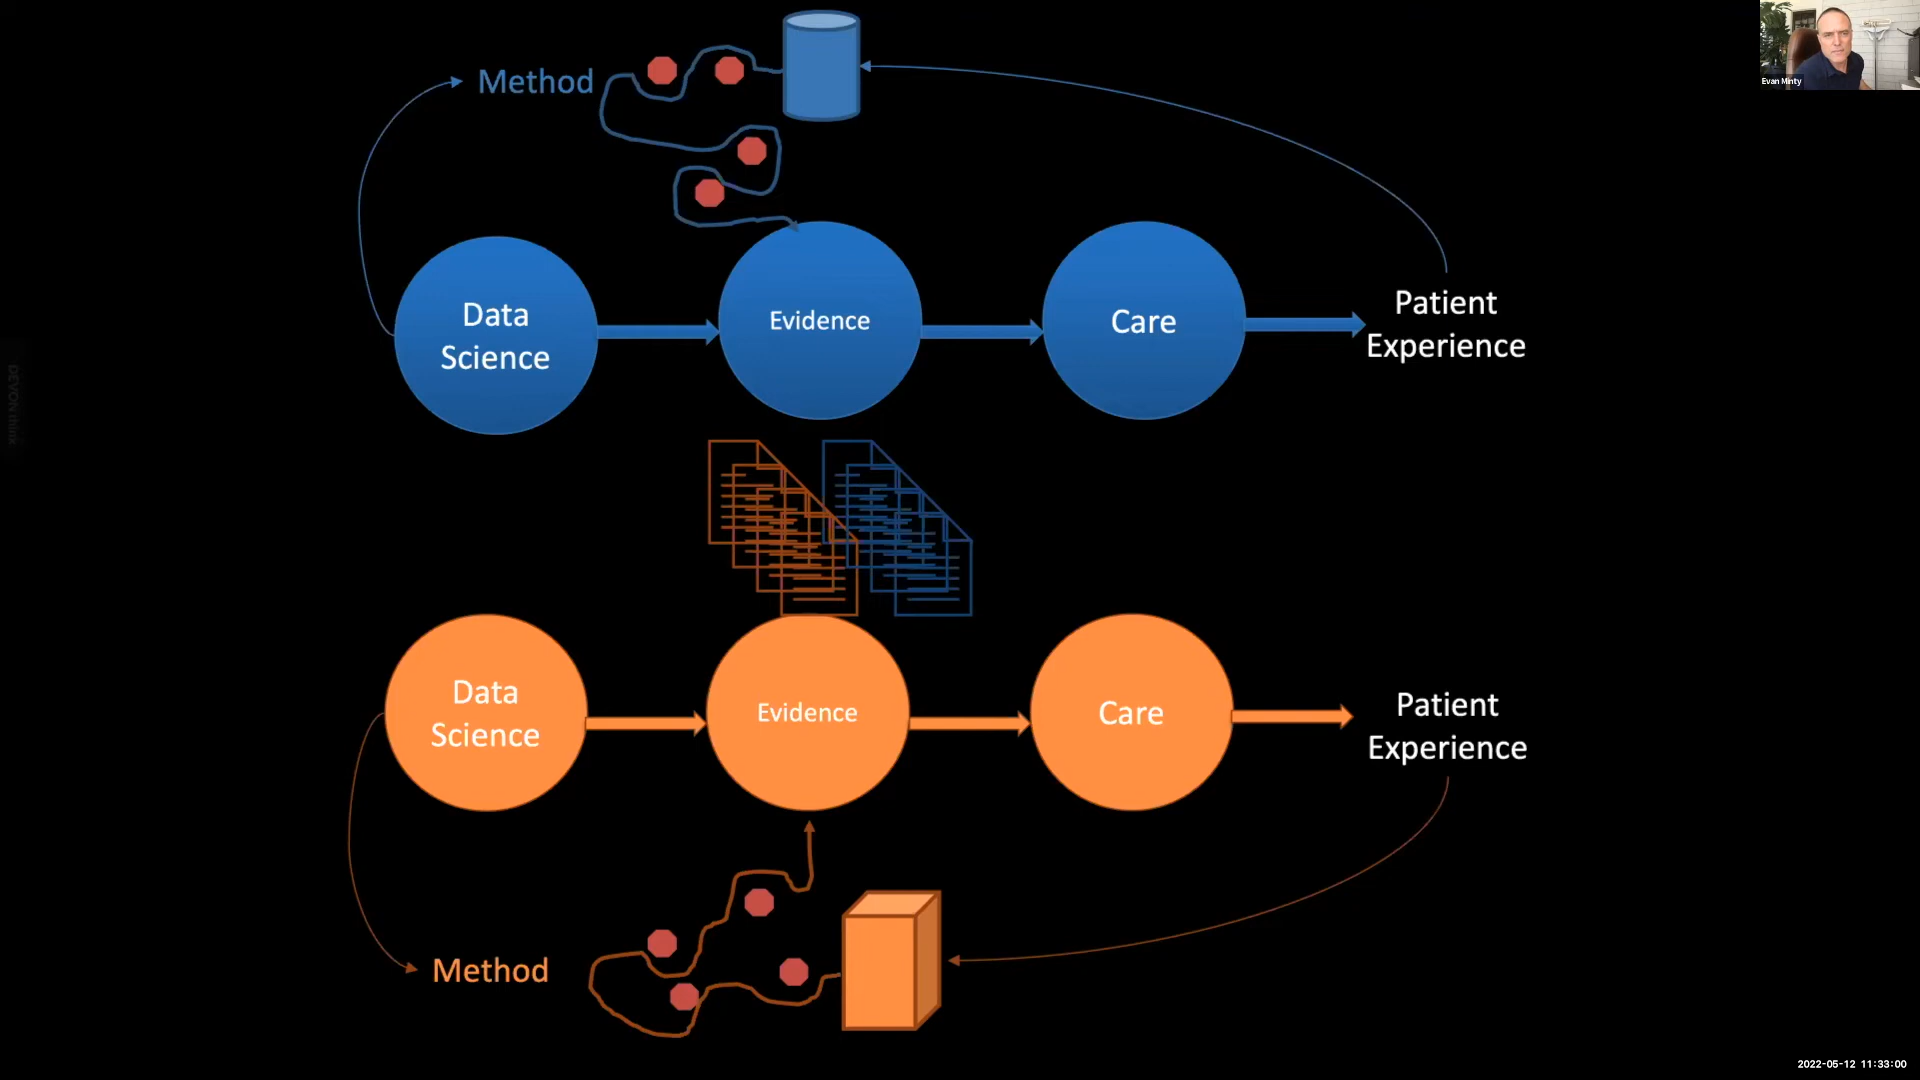 Evan Minty
Method
Data
Science
Evidence
Care
Patient
Experience
Data
Science
Evidence
Care
Patient
Experience
Method
2022-05-12 11:33:00